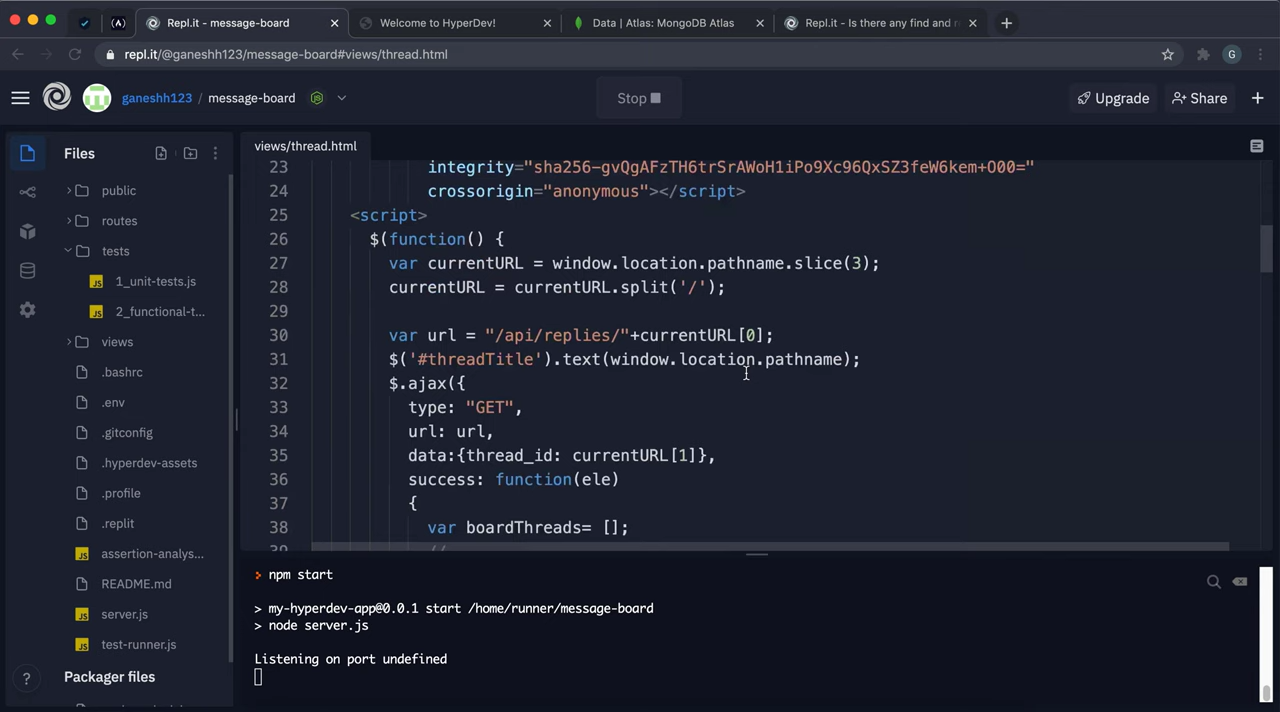 Repl.it - message-board
Welcome to HyperDev!
Data | Atlas: MongoDB Atlas
Repl.it - Is there any find and r
repl.it/@ganeshh123/message-board#views/thread.html
G
ganeshh123 / message-board
Stop
Upgrade
Share
Files
public
routes
tests
1_unit-tests.js
2_functional-t...
views
.bashrc
.env
.gitconfig
.hyperdev-assets
.profile
.replit
assertion-analys...
README.md
server.js
test-runner.js
Packager files
views/thread.html
23 integrity="sha256-gvQgAFzTH6trSrAWoH1iPo9Xc96QxSZ3feW6kem+O00="
24 crossorigin="anonymous"></script>
25 <script>
26 $(function() {
27 var currentURL = window.location.pathname.slice(3);
28 currentURL = currentURL.split('/');
29
30 var url = "/api/replies/"+currentURL[0];
31 $('#threadTitle').text(window.location.pathname);
32 $.ajax({
33 type: "GET",
34 url: url,
35 data:{thread_id: currentURL[1]},
36 success: function(ele)
37 {
38 var boardThreads= [];
39 //
npm start
> my-hyperdev-app@0.0.1 start /home/runner/message-board
> node server.js
Listening on port undefined